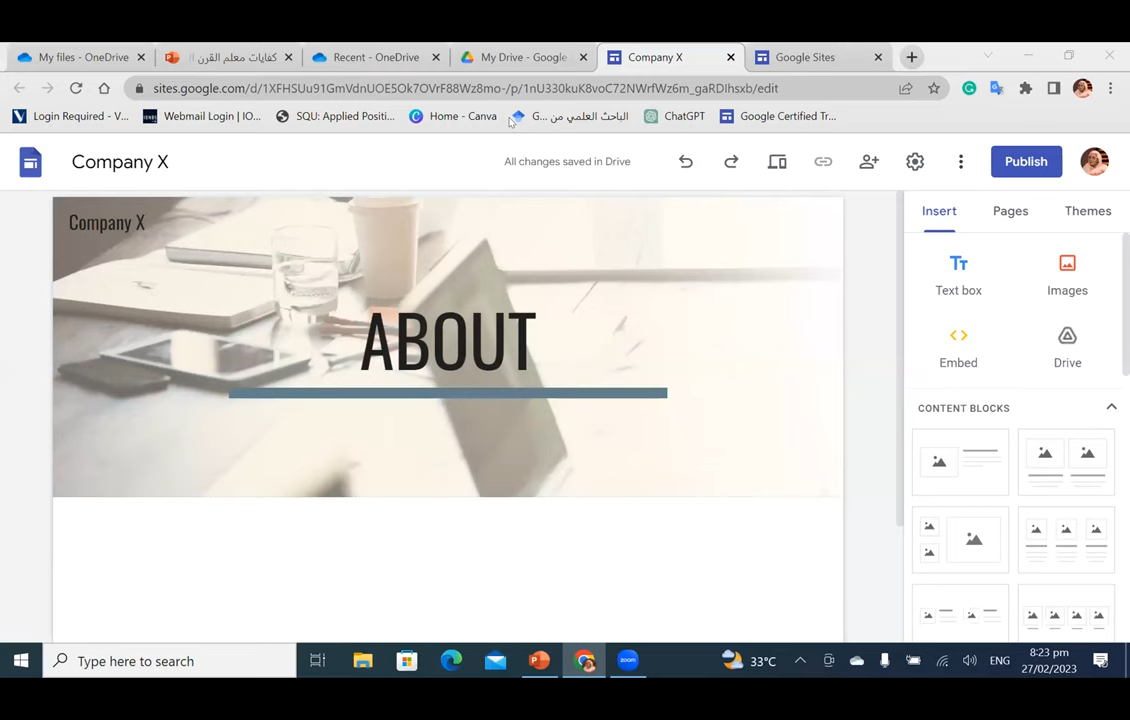 My files - OneDrive
كفايات معلم القرن ال
Recent - OneDrive
My Drive - Google
Company X
Google Sites
sites.google.com/d/1XFHSUu91GmVdnUOE5Ok7OVrF88Wz8mo-/p/1nU330kuK8voC72NWrfWz6m_gaRDIhsxb/edit
Login Required - V...
Webmail Login | IO...
SQU: Applied Positi...
Home - Canva
الباحث العلمي من ...G
ChatGPT
Google Certified Tr...
Company X
All changes saved in Drive
Publish
Company X
ABOUT
Insert
Pages
Themes
Text box
Images
Embed
Drive
CONTENT BLOCKS
Type here to search
zoom
33°C
ENG
8:23 pm
27/02/2023